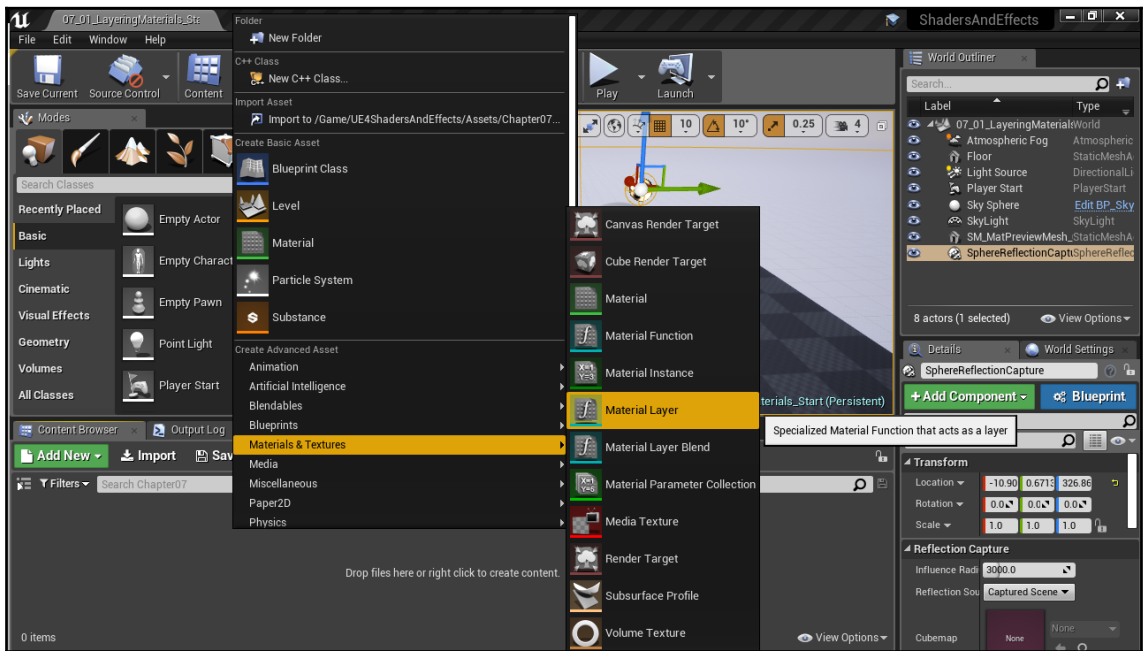 07_01_LayeringMaterials_Sta
ShadersAndEffects
File Edit Window Help
Save Current
Source Control
Content
Play
Launch
Modes
Search Classes
Recently Placed
Basic
Lights
Cinematic
Visual Effects
Geometry
Volumes
All Classes
Empty Actor
Empty Charact
Empty Pawn
Point Light
Player Start
Folder
New Folder
C++ Class
New C++ Class...
Import Asset
Import to /Game/UE4ShadersAndEffects/Assets/Chapter07...
Create Basic Asset
Blueprint Class
Level
Material
Particle System
Substance
Create Advanced Asset
Animation
Artificial Intelligence
Blendables
Blueprints
Materials & Textures
Media
Miscellaneous
Paper2D
Physics
Canvas Render Target
Cube Render Target
Material
Material Function
Material Instance
Material Layer
Material Layer Blend
Material Parameter Collection
Media Texture
Render Target
Subsurface Profile
Volume Texture
Specialized Material Function that acts as a layer
10 10° 0.25 4
terials_Start (Persistent)
World Outliner
Search...
Label Type
07_01_LayeringMaterials World
Atmospheric Fog Atmospheric
Floor StaticMeshA
Light Source DirectionalLi
Player Start PlayerStart
Sky Sphere Edit BP_Sky
SkyLight SkyLight
SM_MatPreviewMesh_ StaticMeshA
SphereReflectionCaptu SphereReflec
8 actors (1 selected) View Options
Details
World Settings
SphereReflectionCapture
+Add Component
Blueprint
Transform
Location -10.90 0.6713 326.86
Rotation 0.0 0.0 0.0
Scale 1.0 1.0 1.0
Reflection Capture
Influence Radi 3000.0
Reflection Sou Captured Scene
Cubemap None None
Content Browser
Output Log
Add New Import Sav
Filters Search Chapter07
Drop files here or right click to create content.
0 items View Options